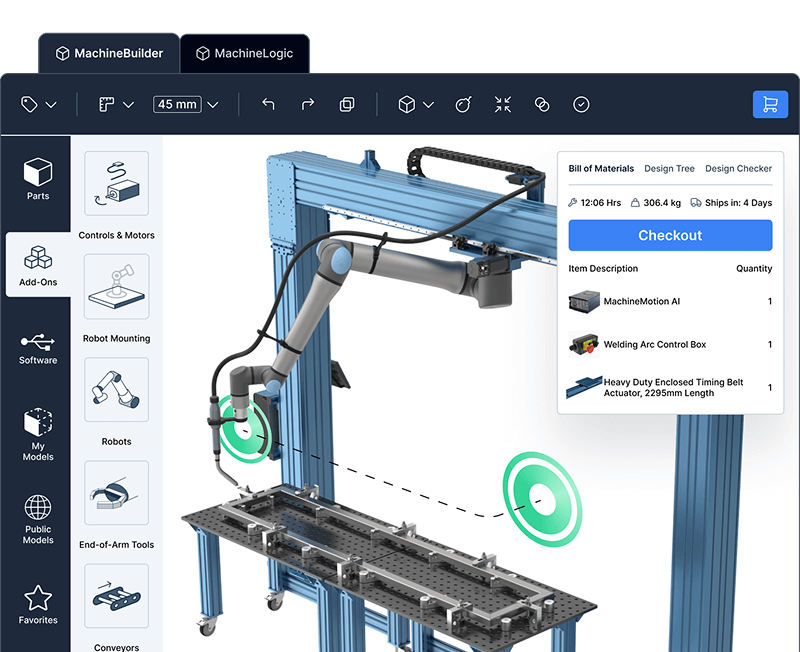 MachineBuilder
MachineLogic
45 mm
Parts
Add-Ons
Software
My
Models
Public
Models
Favorites
Controls & Motors
Robot Mounting
Robots
End-of-Arm Tools
Conveyors
Bill of Materials Design Tree Design Checker
12:06 Hrs 306.4 kg Ships in: 4 Days
Checkout
Item Description Quantity
MachineMotion AI 1
Welding Arc Control Box 1
Heavy Duty Enclosed Timing Belt
Actuator, 2295mm Length 1